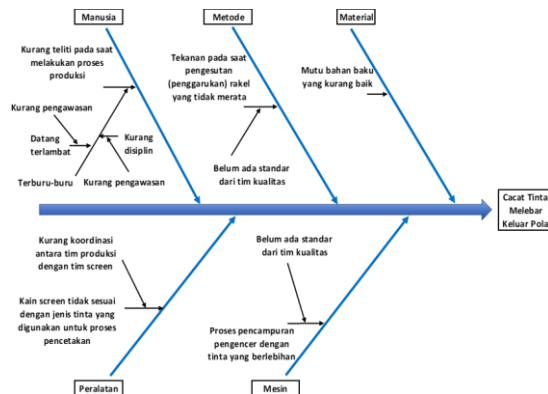 Manusia
Metode
Material
Kurang teliti pada saat
melakukan proses
produksi
Tekanan pada saat
pengesutan
(penggarukan) rakel
yang tidak merata
Mutu bahan baku
yang kurang baik
Kurang pengawasan
Datang
terlambat
Kurang
disiplin
Terburu-buru
Kurang pengawasan
Belum ada standar
dari tim kualitas
Cacat Tinta
Melebar
Keluar Pola
Kurang koordinasi
antara tim produksi
dengan tim screen
Belum ada standar
dari tim kualitas
Kain screen tidak sesuai
dengan jenis tinta yang
digunakan untuk proses
pencetakan
Proses pencampuran
pengencer dengan
tinta yang berlebihan
Peralatan
Mesin